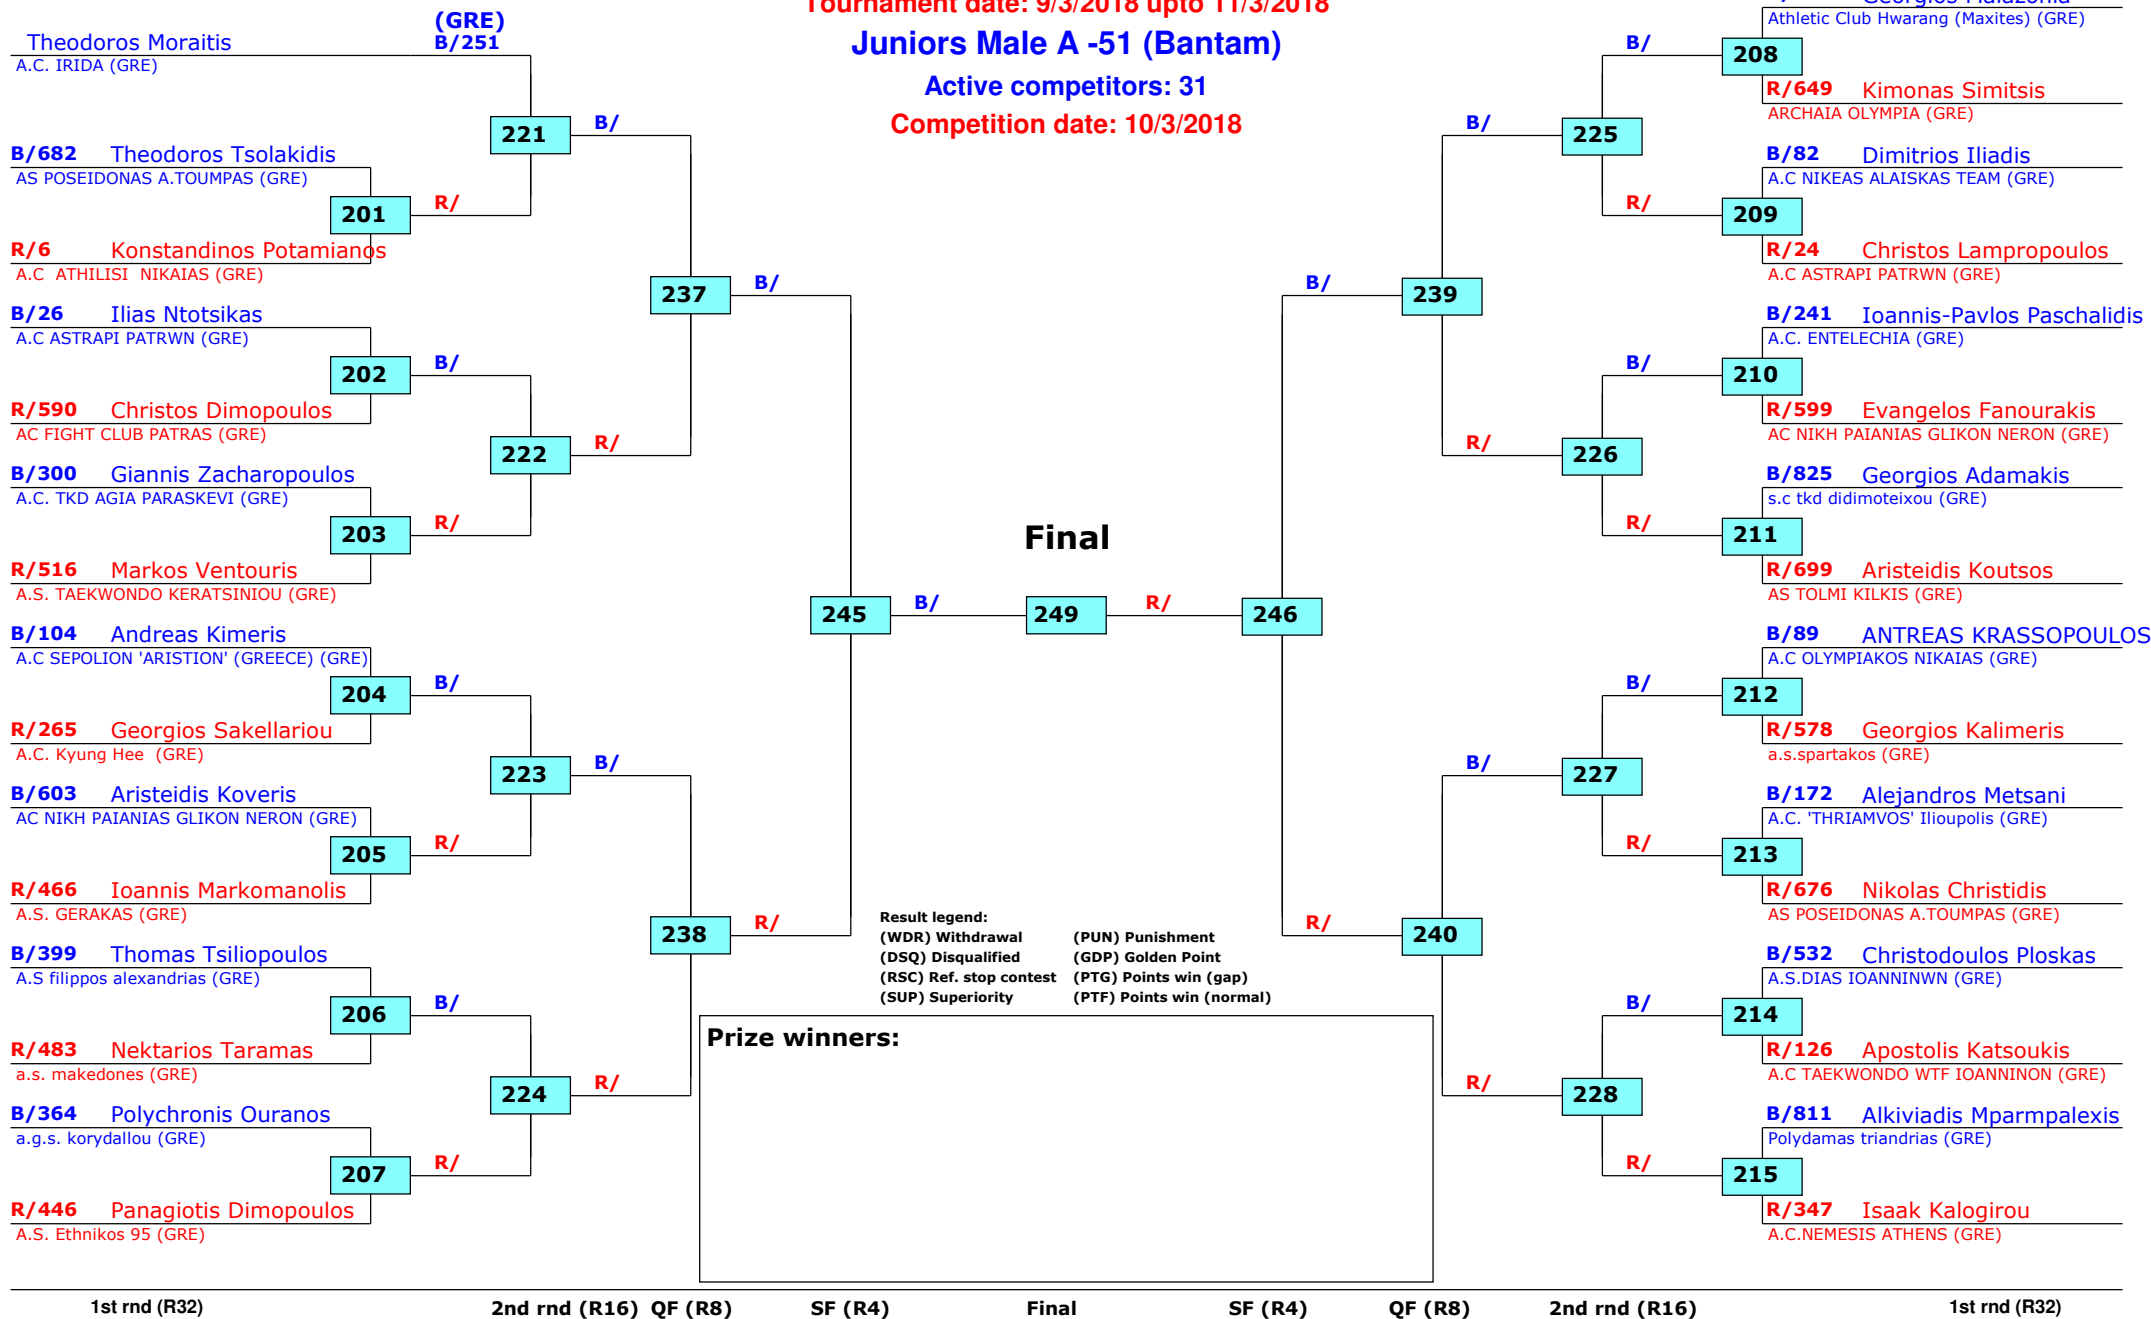 Tournament date: 9/3/2018 upto 11/3/2018
Juniors Male A -51 (Bantam)
Active competitors: 31
Competition date: 10/3/2018
(GRE)
Theodoros Moraitis B/251
A.C. IRIDA (GRE)
221
B/
B/682 Theodoros Tsolakidis
AS POSEIDONAS A.TOUMPAS (GRE)
201
R/
R/6 Konstandinos Potamianos
A.C ATHILISI NIKAIAS (GRE)
237
B/
B/26 Ilias Ntotsikas
A.C ASTRAPI PATRWN (GRE)
202
B/
R/590 Christos Dimopoulos
AC FIGHT CLUB PATRAS (GRE)
222
R/
B/300 Giannis Zacharopoulos
A.C. TKD AGIA PARASKEVI (GRE)
203
R/
R/516 Markos Ventouris
A.S. TAEKWONDO KERATSINIOU (GRE)
245
B/
B/104 Andreas Kimeris
A.C SEPOLION 'ARISTION' (GREECE) (GRE)
204
B/
R/265 Georgios Sakellariou
A.C. Kyung Hee (GRE)
223
B/
B/603 Aristeidis Koveris
AC NIKH PAIANIAS GLIKON NERON (GRE)
205
R/
R/466 Ioannis Markomanolis
A.S. GERAKAS (GRE)
238
R/
B/399 Thomas Tsiliopoulos
A.S filippos alexandrias (GRE)
206
B/
R/483 Nektarios Taramas
a.s. makedones (GRE)
224
R/
B/364 Polychronis Ouranos
a.g.s. korydallou (GRE)
207
R/
R/446 Panagiotis Dimopoulos
A.S. Ethnikos 95 (GRE)
Final
249
R/
246
Athletic Club Hwarang (Maxites) (GRE)
B/
208
R/649 Kimonas Simitsis
ARCHAIA OLYMPIA (GRE)
B/
225
B/82 Dimitrios Iliadis
A.C NIKEAS ALAISKAS TEAM (GRE)
R/
209
R/24 Christos Lampropoulos
A.C ASTRAPI PATRWN (GRE)
B/
239
B/241 Ioannis-Pavlos Paschalidis
A.C. ENTELECHIA (GRE)
B/
210
R/599 Evangelos Fanourakis
AC NIKH PAIANIAS GLIKON NERON (GRE)
R/
226
B/825 Georgios Adamakis
s.c tkd didimoteixou (GRE)
R/
211
R/699 Aristeidis Koutsos
AS TOLMI KILKIS (GRE)
B/89 ANTREAS KRASSOPOULOS
A.C OLYMPIAKOS NIKAIAS (GRE)
B/
212
R/578 Georgios Kalimeris
a.s.spartakos (GRE)
B/
227
B/172 Alejandros Metsani
A.C. 'THRIAMVOS' Ilioupolis (GRE)
R/
213
R/676 Nikolas Christidis
AS POSEIDONAS A.TOUMPAS (GRE)
R/
240
B/532 Christodoulos Ploskas
A.S.DIAS IOANNINWN (GRE)
B/
214
R/126 Apostolis Katsoukis
A.C TAEKWONDO WTF IOANNINON (GRE)
R/
228
B/811 Alkiviadis Mparmpalexis
Polydamas triandrias (GRE)
R/
215
R/347 Isaak Kalogirou
A.C.NEMESIS ATHENS (GRE)
Result legend:
(WDR) Withdrawal (PUN) Punishment
(DSQ) Disqualified (GDP) Golden Point
(RSC) Ref. stop contest (PTG) Points win (gap)
(SUP) Superiority (PTF) Points win (normal)
Prize winners:
1st rnd (R32) 2nd rnd (R16) QF (R8) SF (R4) Final SF (R4) QF (R8) 2nd rnd (R16) 1st rnd (R32)